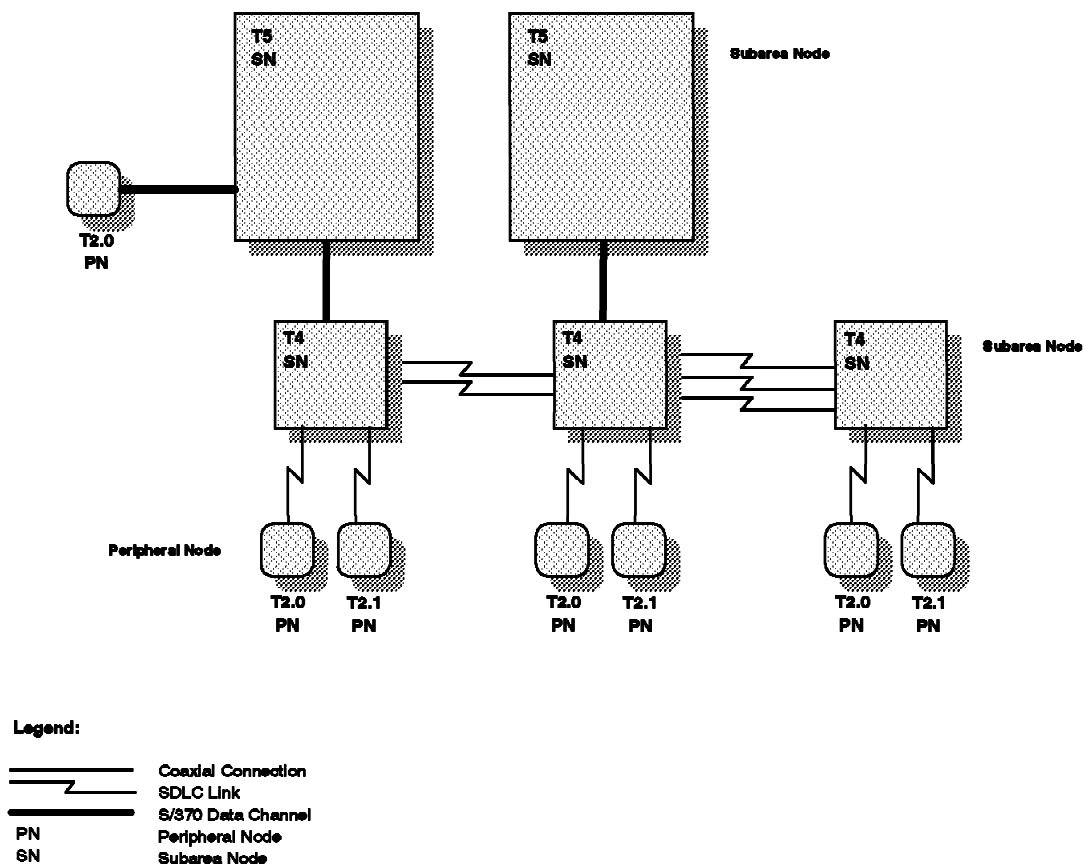 T5
SN
T5
SN
Subarea Node
T2.0
PN
T4
SN
T4
SN
T4
SN
Subarea Node
Peripheral Node
T2.0
PN
T2.1
PN
T2.0
PN
T2.1
PN
T2.0
PN
T2.1
PN
Legend:
Coaxial Connection
SDLC Link
S/370 Data Channel
PN Peripheral Node
SN Subarea Node